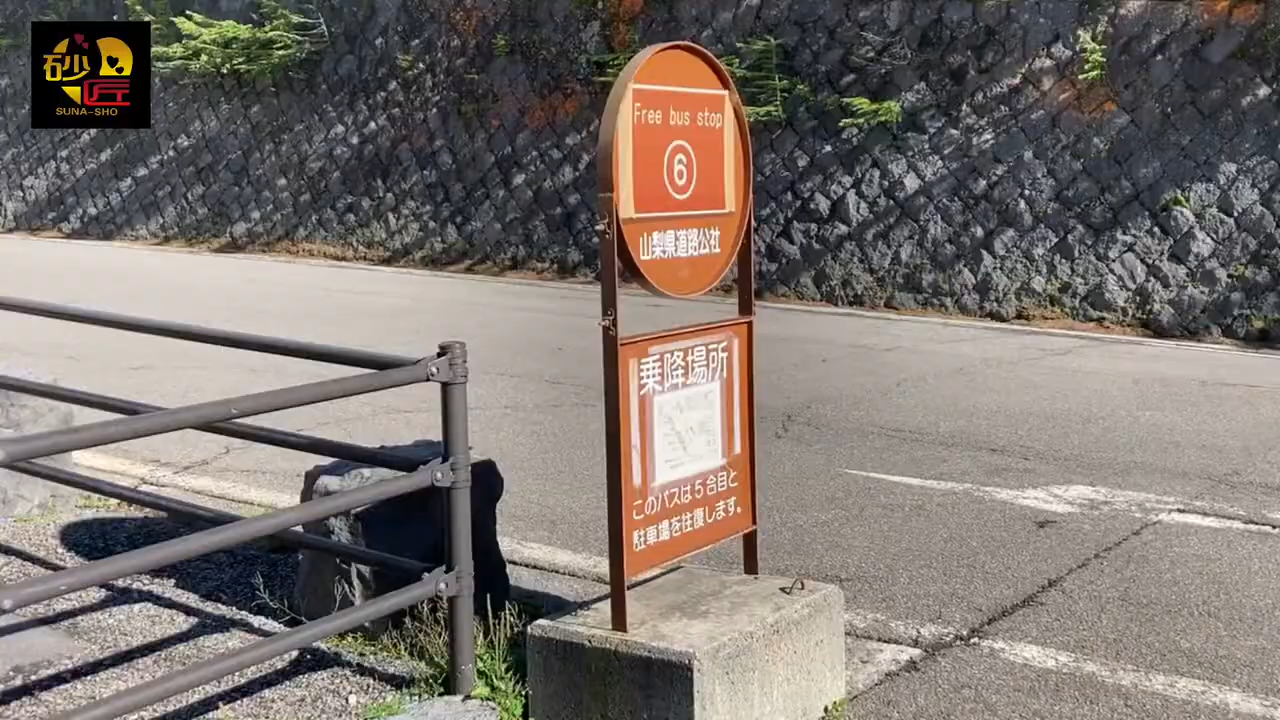 砂
匠
SUNA-SHO
Free bus stop
6
山梨県道路公社
乗降場所
このバスは5合目と
駐車場を往復します。